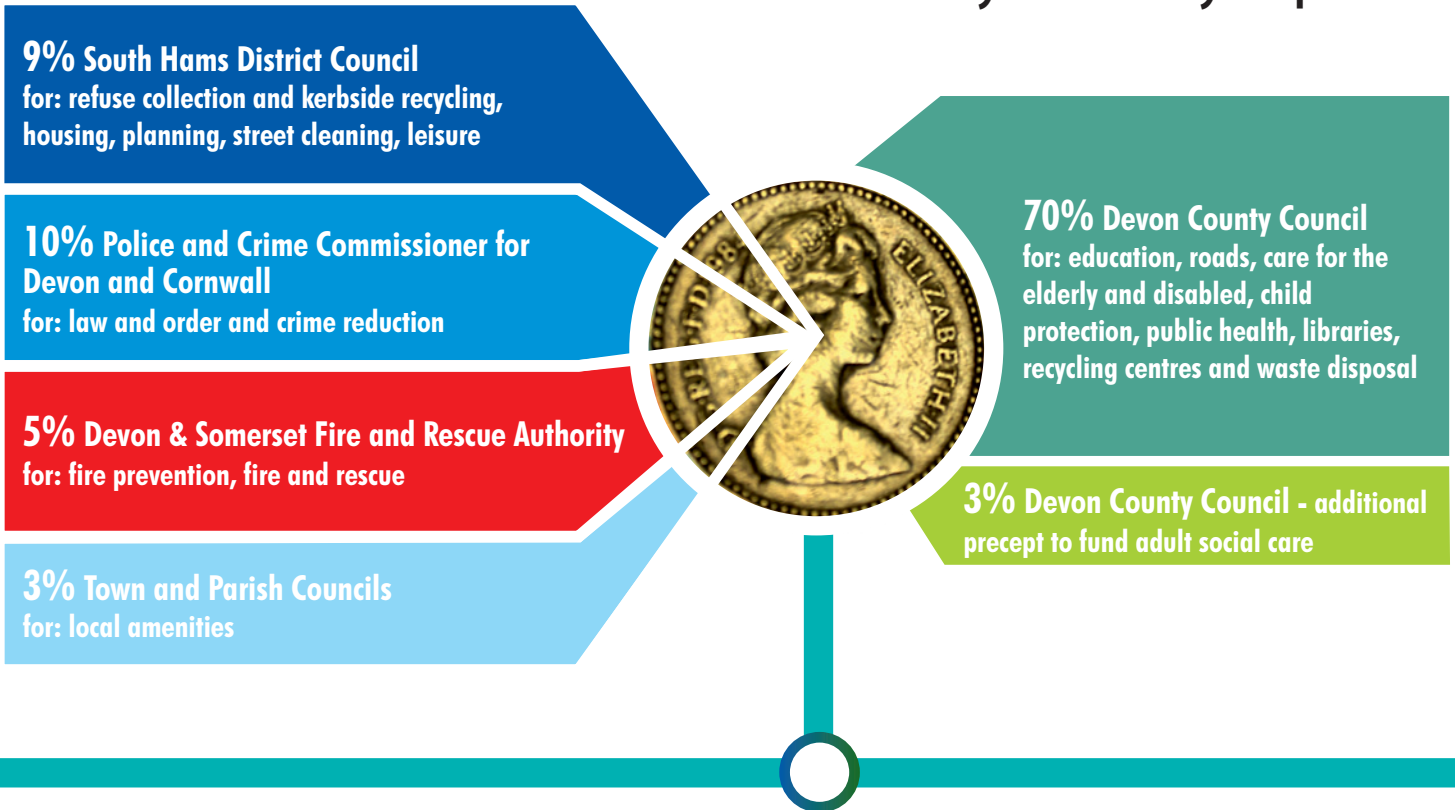 9% South Hams District Council
for: refuse collection and kerbside recycling,
housing, planning, street cleaning, leisure
10% Police and Crime Commissioner for
Devon and Cornwall
for: law and order and crime reduction
5% Devon & Somerset Fire and Rescue Authority
for: fire prevention, fire and rescue
3% Town and Parish Councils
for: local amenities
ELIZABETH II
70% Devon County Council
for: education, roads, care for the
elderly and disabled, child
protection, public health, libraries,
recycling centres and waste disposal
3% Devon County Council - additional
precept to fund adult social care